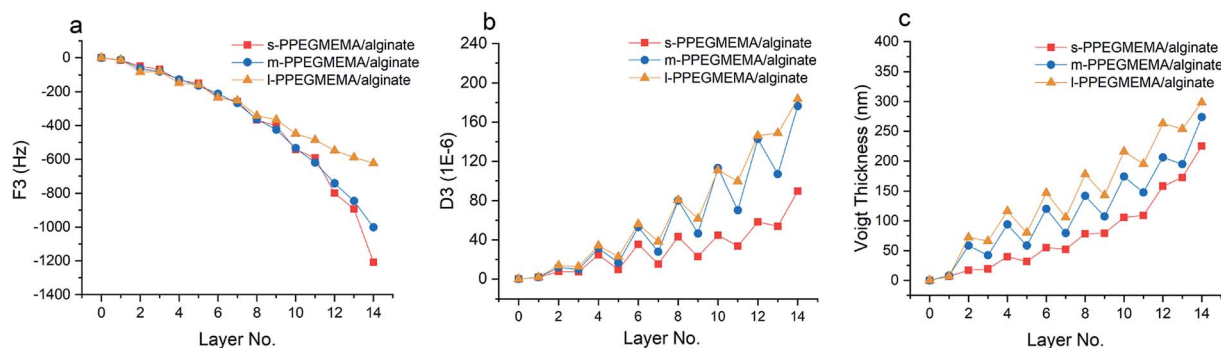 a
s-PPEGMEMA/alginate
m-PPEGMEMA/alginate
l-PPEGMEMA/alginate
F3 (Hz)
0
-200
-400
-600
-800
-1000
-1200
-1400
0 2 4 6 8 10 12 14
Layer No.
b
s-PPEGMEMA/alginate
m-PPEGMEMA/alginate
l-PPEGMEMA/alginate
D3 (1E-6)
240
200
160
120
80
40
0
0 2 4 6 8 10 12 14
Layer No.
c
s-PPEGMEMA/alginate
m-PPEGMEMA/alginate
l-PPEGMEMA/alginate
Voigt Thickness (nm)
400
350
300
250
200
150
100
50
0
0 2 4 6 8 10 12 14
Layer No.